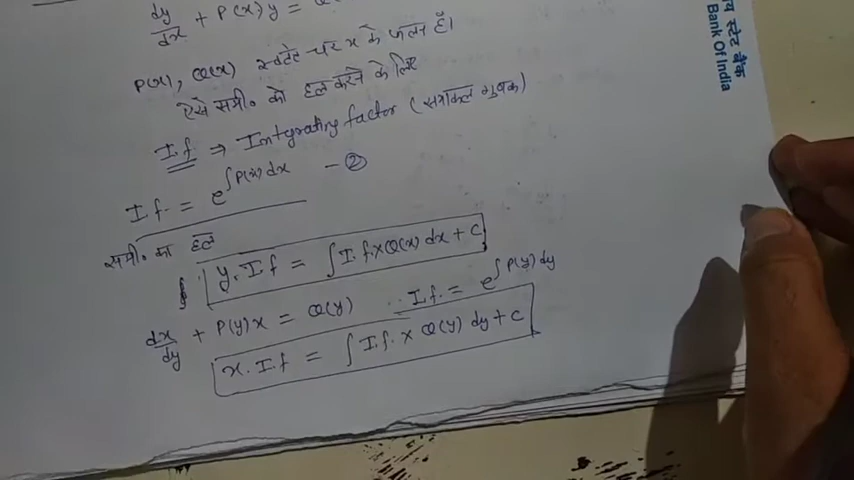 dy/dx + P(x)y =
P(x), Q(x) स्वतंत्र चर x के फलन हैं।
ऐसे समी० को हल करने के लिए
I.f ⇒ Intgrating factor (समाकल गुणक)
I.f. = e^∫P(x)dx - ②
समी० का हल
y. I.f = ∫I.f×Q(x) dx + C
dx/dy + P(y)x = Q(y) I.f. = e^∫P(y)dy
x. I.f = ∫I.f. × Q(y) dy + C
स्टेट बैंक
Bank Of India